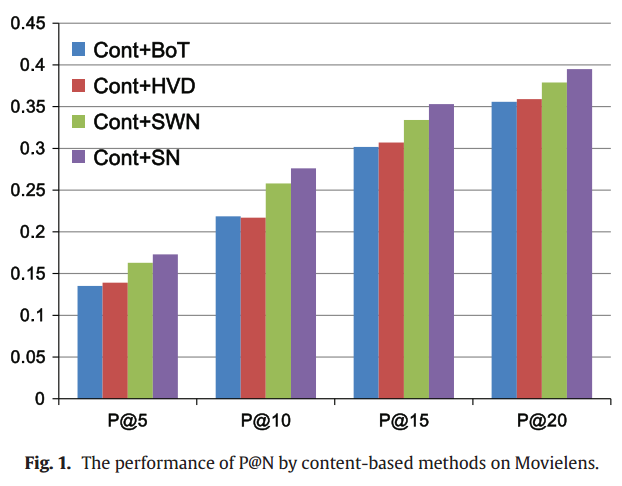 0.45
0.4
0.35
0.3
0.25
0.2
0.15
0.1
0.05
0
Cont+BoT
Cont+HVD
Cont+SWN
Cont+SN
P@5 P@10 P@15 P@20
Fig. 1. The performance of P@N by content-based methods on Movielens.